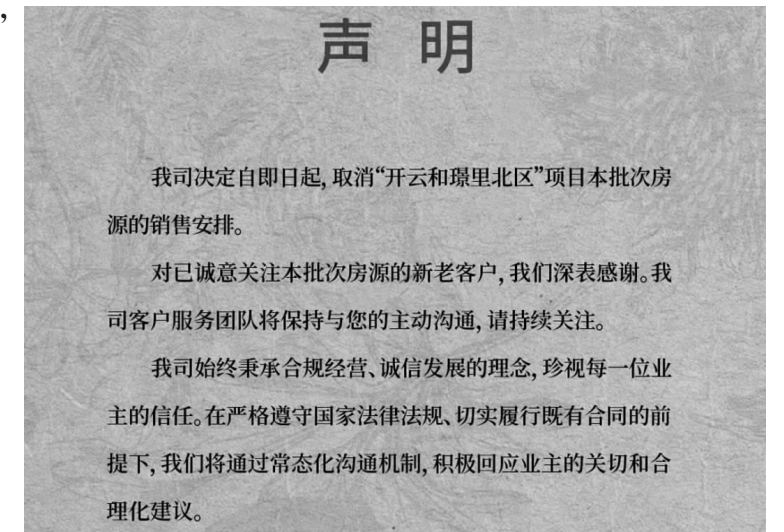 ，
声 明
我司决定自即日起，取消“开云和璟里北区”项目本批次房
源的销售安排。
对已诚意关注本批次房源的新老客户，我们深表感谢。我
司客户服务团队将保持与您的主动沟通，请持续关注。
我司始终秉承合规经营、诚信发展的理念，珍视每一位业
主的信任。在严格遵守国家法律法规、切实履行既有合同的前
提下，我们将通过常态化沟通机制，积极回应业主的关切和合
理化建议。